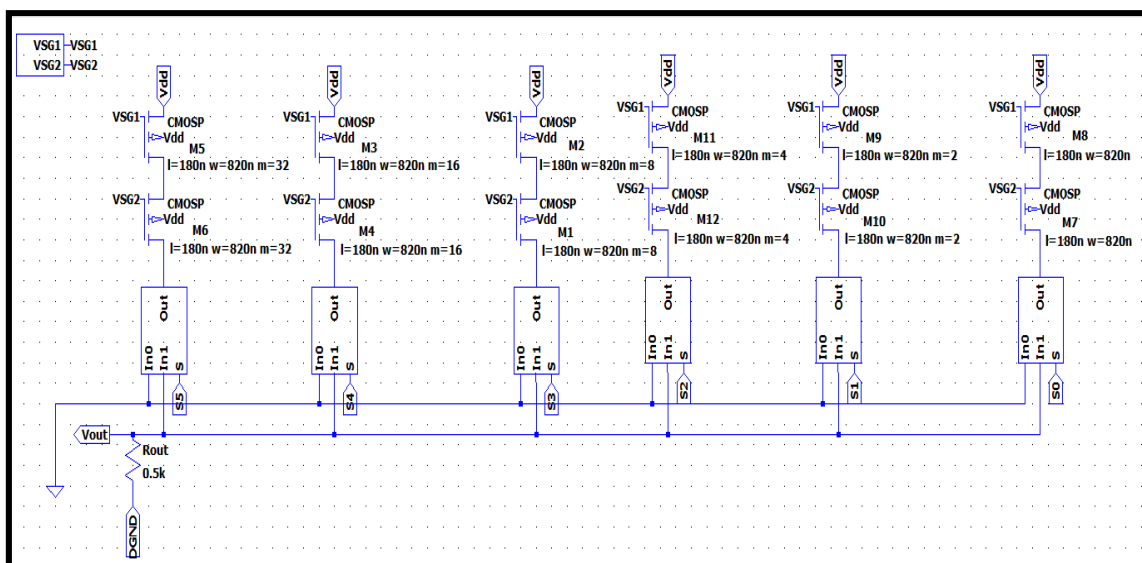 VSG1 VSG1
VSG2 VSG2
Vdd Vdd Vdd Vdd Vdd Vdd
VSG1 CMOSP Vdd M5
l=180n w=820n m=32
VSG2 CMOSP Vdd M6
l=180n w=820n m=32
VSG1 CMOSP Vdd M3
l=180n w=820n m=16
VSG2 CMOSP Vdd M4
l=180n w=820n m=16
VSG1 CMOSP Vdd M2
l=180n w=820n m=8
VSG2 CMOSP Vdd M1
l=180n w=820n m=8
VSG1 CMOSP Vdd M11
l=180n w=820n m=4
VSG2 CMOSP Vdd M12
l=180n w=820n m=4
VSG1 CMOSP Vdd M9
l=180n w=820n m=2
VSG2 CMOSP Vdd M10
l=180n w=820n m=2
VSG1 CMOSP Vdd M8
l=180n w=820n
VSG2 CMOSP Vdd M7
l=180n w=820n
Out Out Out Out Out Out
In0 In1 S In0 In1 S In0 In1 S In0 In1 S In0 In1 S In0 In1 S
S5 S4 S3 S2 S1 S0
Vout
Rout
0.5k
DGND